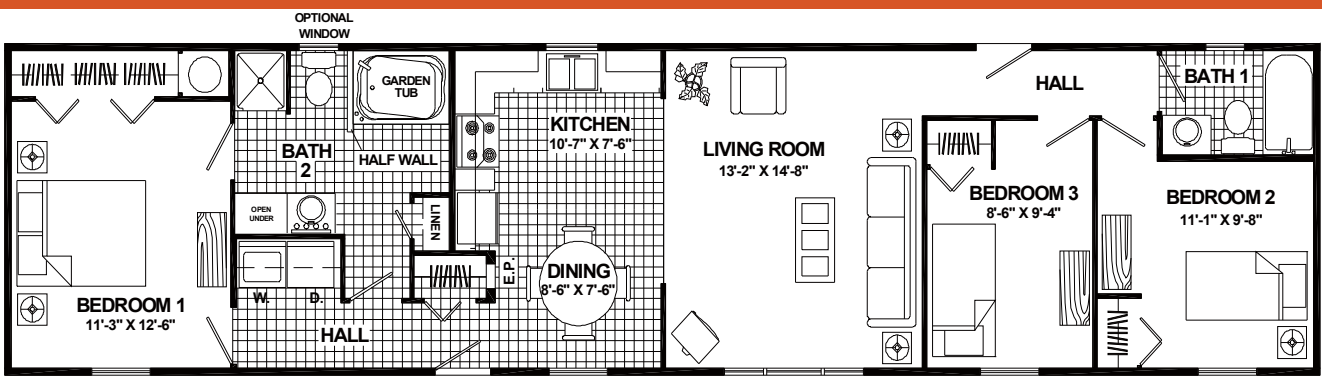 OPTIONAL
WINDOW
GARDEN
TUB
HALF WALL
BATH
2
OPEN
UNDER
LINEN
W.
D.
BEDROOM 1
11'-3" X 12'-6"
HALL
KITCHEN
10'-7" X 7'-6"
E.P.
DINING
8'-6" X 7'-6"
LIVING ROOM
13'-2" X 14'-8"
HALL
BATH 1
BEDROOM 3
8'-6" X 9'-4"
BEDROOM 2
11'-1" X 9'-8"